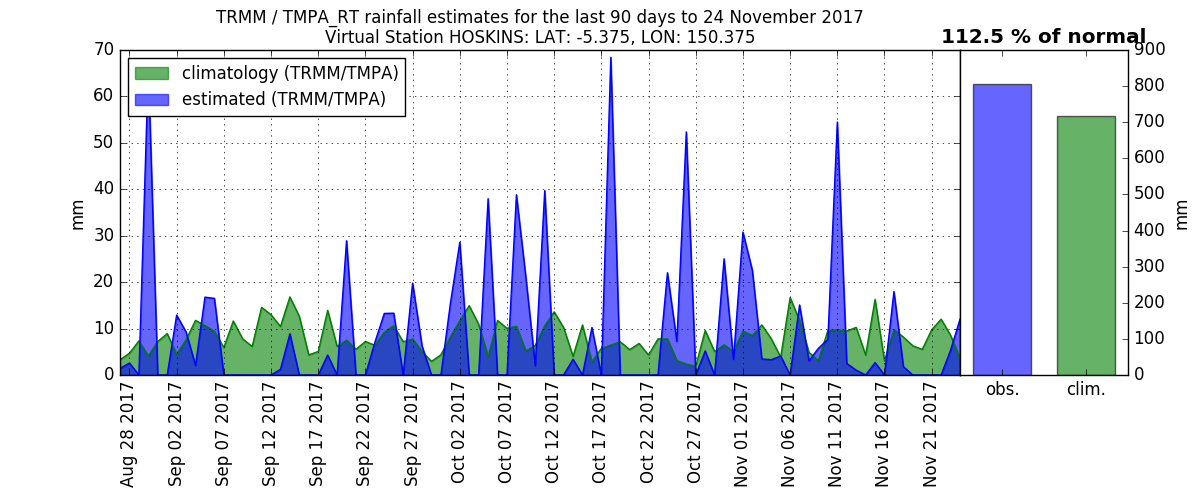 TRMM / TMPA_RT rainfall estimates for the last 90 days to 24 November 2017
Virtual Station HOSKINS: LAT: -5.375, LON: 150.375
112.5 % of normal
climatology (TRMM/TMPA)
estimated (TRMM/TMPA)
mm
70
60
50
40
30
20
10
0
Aug 28 2017
Sep 02 2017
Sep 07 2017
Sep 12 2017
Sep 17 2017
Sep 22 2017
Sep 27 2017
Oct 02 2017
Oct 07 2017
Oct 12 2017
Oct 17 2017
Oct 22 2017
Oct 27 2017
Nov 01 2017
Nov 06 2017
Nov 11 2017
Nov 16 2017
Nov 21 2017
obs.
clim.
900
800
700
600
500
400
300
200
100
0
mm